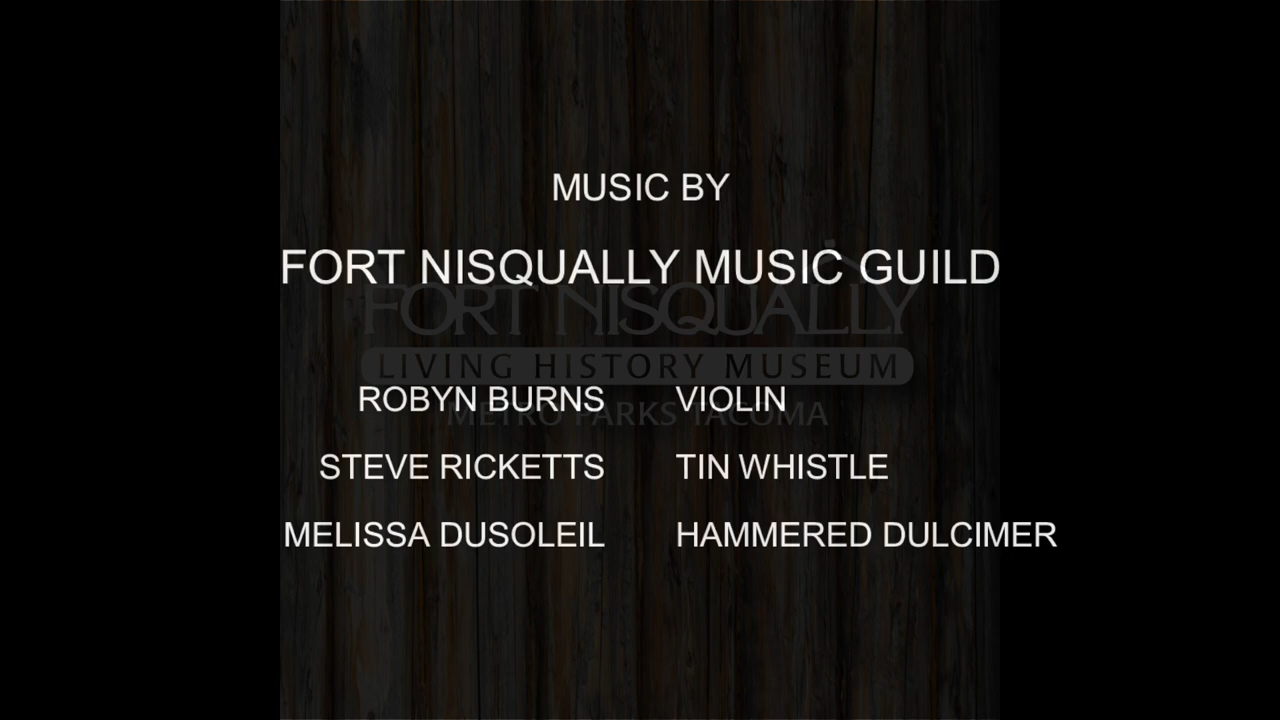 MUSIC BY
FORT NISQUALLY MUSIC GUILD
FORT NISQUALLY
LIVING HISTORY MUSEUM
METRO PARKS TACOMA
ROBYN BURNS VIOLIN
STEVE RICKETTS TIN WHISTLE
MELISSA DUSOLEIL HAMMERED DULCIMER